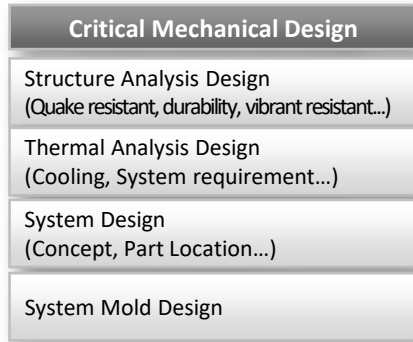 Critical Mechanical Design
Structure Analysis Design
(Quake resistant, durability, vibrant resistant...)
Thermal Analysis Design
(Cooling, System requirement…)
System Design
(Concept, Part Location…)
System Mold Design